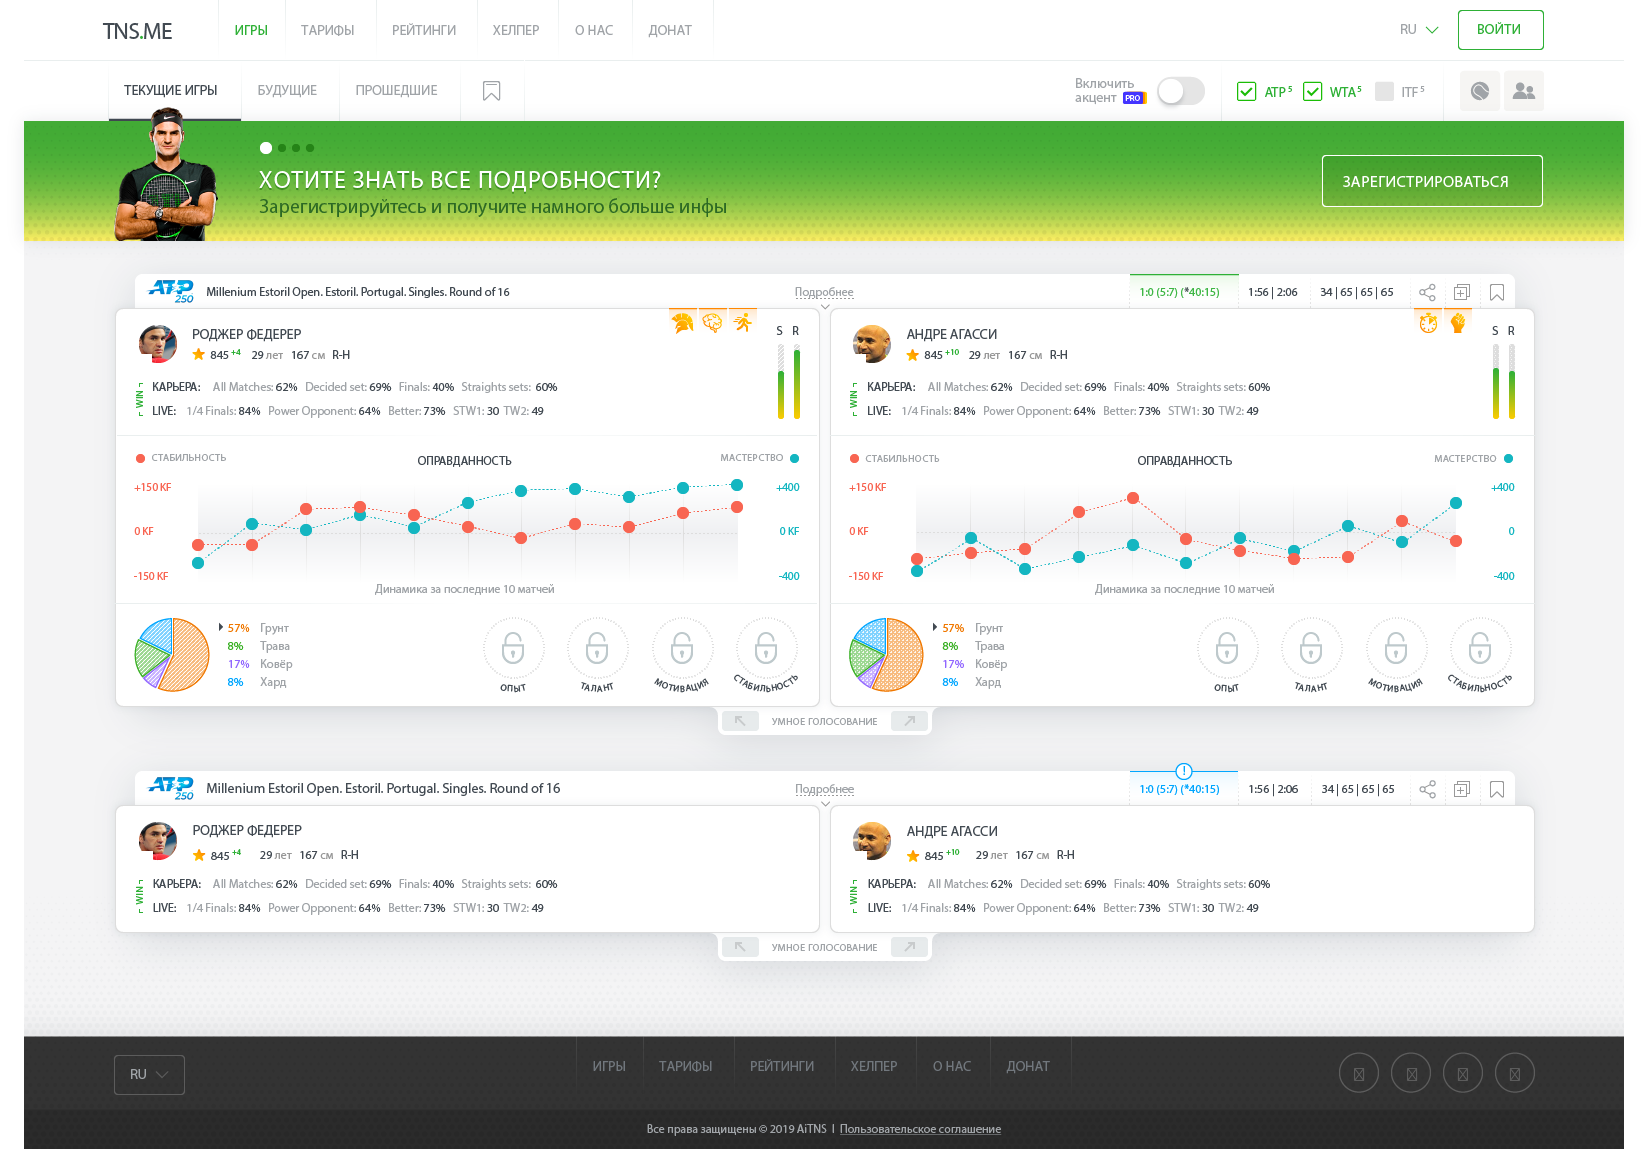 TNS.ME
ИГРЫ ТАРИФЫ РЕЙТИНГИ ХЕЛПЕР О НАС ДОНАТ
RU ВОЙТИ
ТЕКУЩИЕ ИГРЫ БУДУЩИЕ ПРОШЕДШИЕ
Включить
акцент PRO
ATP 5 WTA 5 ITF 5
ХОТИТЕ ЗНАТЬ ВСЕ ПОДРОБНОСТИ?
Зарегистрируйтесь и получите намного больше инфы
ЗАРЕГИСТРИРОВАТЬСЯ
ATP 250 Millenium Estoril Open. Estoril. Portugal. Singles. Round of 16 Подробнее 1:0 (5:7) (*40:15) 1:56 | 2:06 34 | 65 | 65 | 65
РОДЖЕР ФЕДЕРЕР S R
845 +4 29 лет 167 см R-H
WIN
КАРЬЕРА: All Matches: 62% Decided set: 69% Finals: 40% Straights sets: 60%
LIVE: 1/4 Finals: 84% Power Opponent: 64% Better: 73% STW1: 30 TW2: 49
СТАБИЛЬНОСТЬ ОПРАВДАННОСТЬ МАСТЕРСТВО
+150 KF +400
0 KF 0 KF
-150 KF -400
Динамика за последние 10 матчей
57% Грунт
8% Трава
17% Ковёр
8% Хард
ОПЫТ ТАЛАНТ МОТИВАЦИЯ СТАБИЛЬНОСТЬ
АНДРЕ АГАССИ S R
845 +10 29 лет 167 см R-H
WIN
КАРЬЕРА: All Matches: 62% Decided set: 69% Finals: 40% Straights sets: 60%
LIVE: 1/4 Finals: 84% Power Opponent: 64% Better: 73% STW1: 30 TW2: 49
СТАБИЛЬНОСТЬ ОПРАВДАННОСТЬ МАСТЕРСТВО
+150 KF +400
0 KF 0
-150 KF -400
Динамика за последние 10 матчей
57% Грунт
8% Трава
17% Ковёр
8% Хард
ОПЫТ ТАЛАНТ МОТИВАЦИЯ СТАБИЛЬНОСТЬ
УМНОЕ ГОЛОСОВАНИЕ
ATP 250 Millenium Estoril Open. Estoril. Portugal. Singles. Round of 16 Подробнее 1:0 (5:7) (*40:15) 1:56 | 2:06 34 | 65 | 65 | 65
РОДЖЕР ФЕДЕРЕР
845 +4 29 лет 167 см R-H
WIN
КАРЬЕРА: All Matches: 62% Decided set: 69% Finals: 40% Straights sets: 60%
LIVE: 1/4 Finals: 84% Power Opponent: 64% Better: 73% STW1: 30 TW2: 49
АНДРЕ АГАССИ
845 +10 29 лет 167 см R-H
WIN
КАРЬЕРА: All Matches: 62% Decided set: 69% Finals: 40% Straights sets: 60%
LIVE: 1/4 Finals: 84% Power Opponent: 64% Better: 73% STW1: 30 TW2: 49
УМНОЕ ГОЛОСОВАНИЕ
RU ИГРЫ ТАРИФЫ РЕЙТИНГИ ХЕЛПЕР О НАС ДОНАТ
Все права защищены © 2019 AiTNS | Пользовательское соглашение